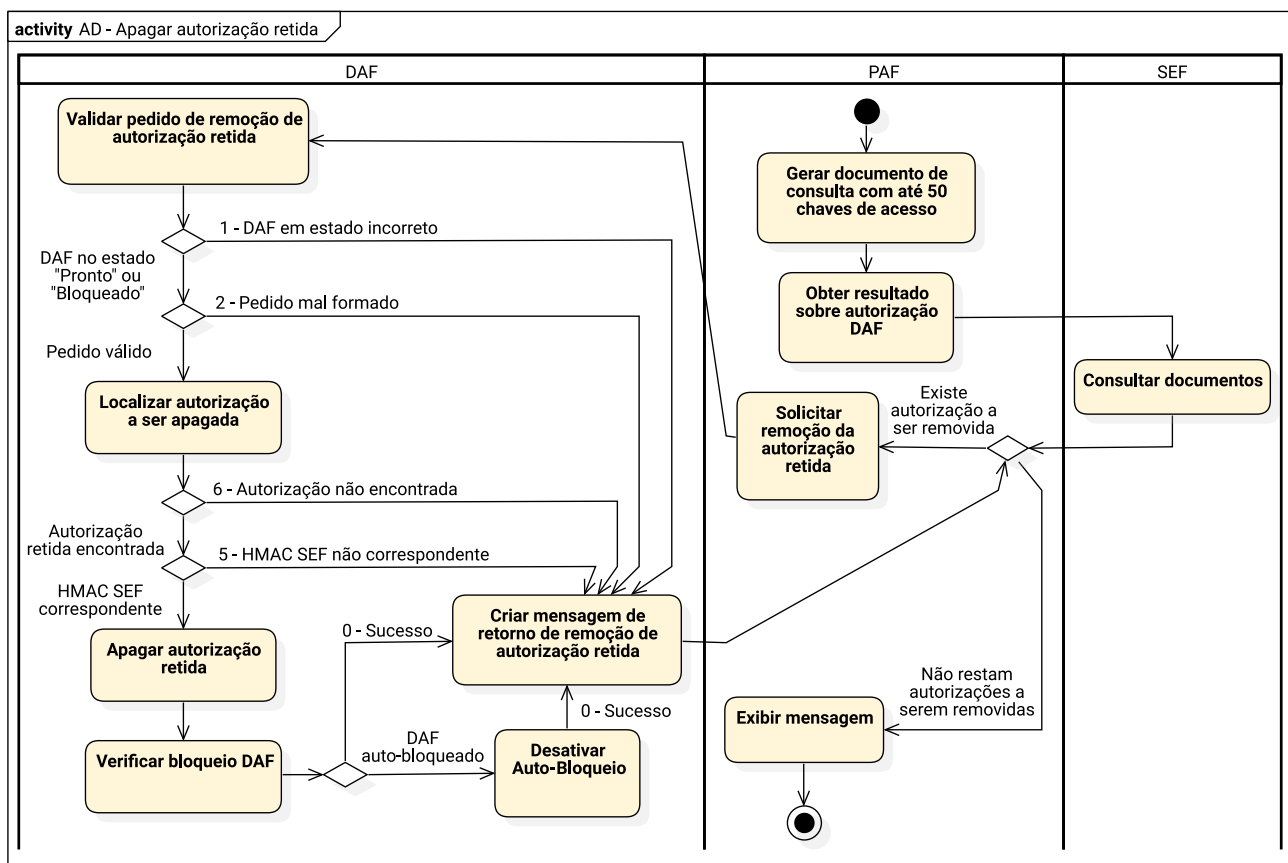 activity AD - Apagar autorização retida
DAF
PAF
SEF
Validar pedido de remoção de
autorização retida
1 - DAF em estado incorreto
DAF no estado
"Pronto" ou
"Bloqueado"
2 - Pedido mal formado
Pedido válido
Localizar autorização
a ser apagada
6 - Autorização não encontrada
Autorização
retida encontrada
5 - HMAC SEF não correspondente
HMAC SEF
correspondente
Apagar autorização
retida
Verificar bloqueio DAF
0 - Sucesso
DAF
auto-bloqueado
Criar mensagem de
retorno de remoção de
autorização retida
0 - Sucesso
Desativar
Auto-Bloqueio
Gerar documento de
consulta com até 50
chaves de acesso
Obter resultado
sobre autorização
DAF
Consultar documentos
Existe
autorização a
ser removida
Solicitar
remoção da
autorização
retida
Não restam
autorizações a
serem removidas
Exibir mensagem